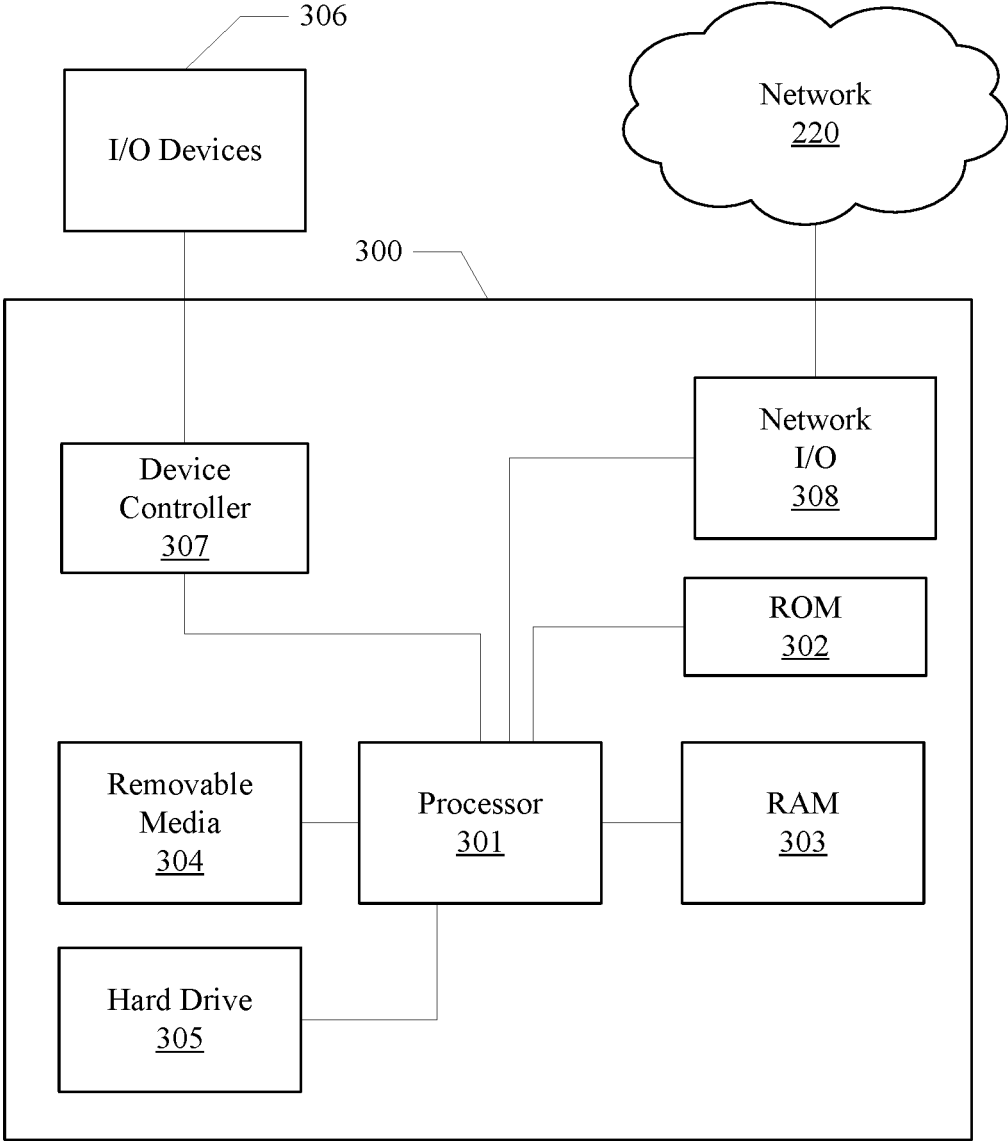 306
I/O Devices
Network
220
300
Network
I/O
308
Device
Controller
307
ROM
302
Removable
Media
304
Processor
301
RAM
303
Hard Drive
305